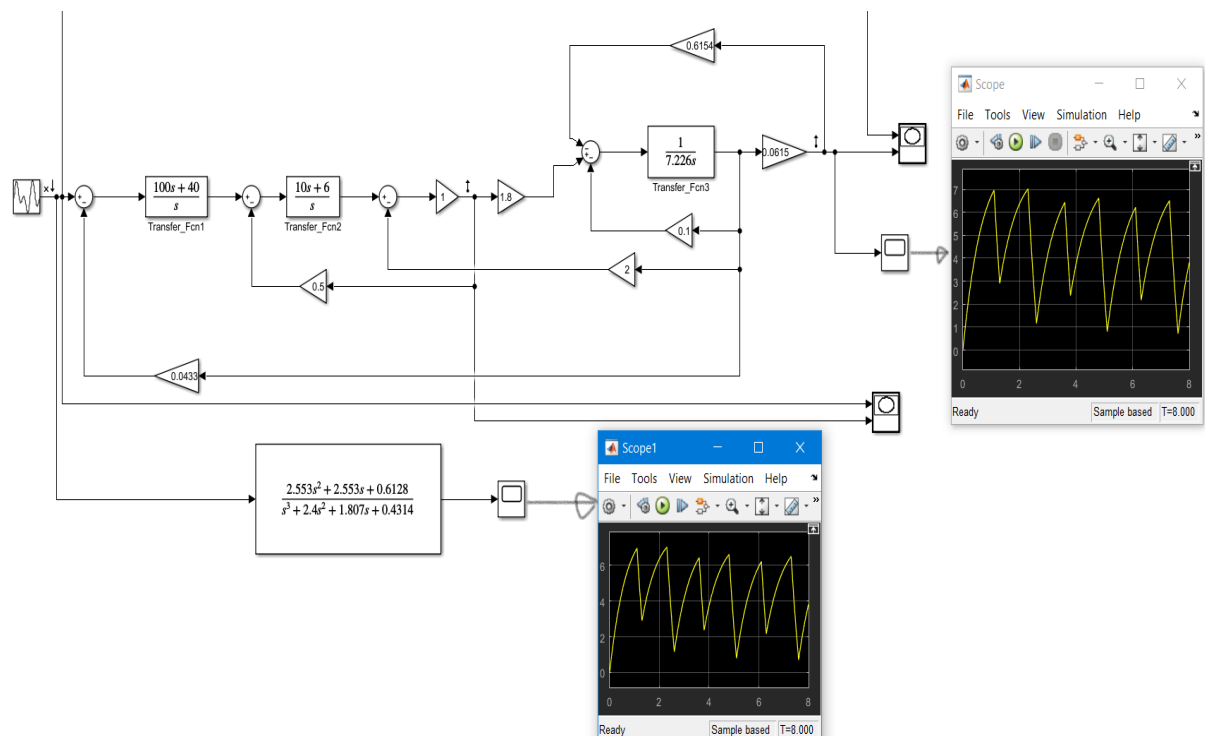 0.6154
Scope
File Tools View Simulation Help
»
x
+
-
100s + 40
s
Transfer_Fcn1
+
-
10s + 6
s
Transfer_Fcn2
+
-
1
1.8
-
+
-
1
7.226s
Transfer_Fcn3
0.0615
0.1
2
0.5
0.0433
7
6
5
4
3
2
1
0
0 2 4 6 8
Ready Sample based T=8.000
2.553s² + 2.553s + 0.6128
s³ + 2.4s² + 1.807s + 0.4314
Scope1
File Tools View Simulation Help
»
6
4
2
0
0 2 4 6 8
Ready Sample based T=8.000